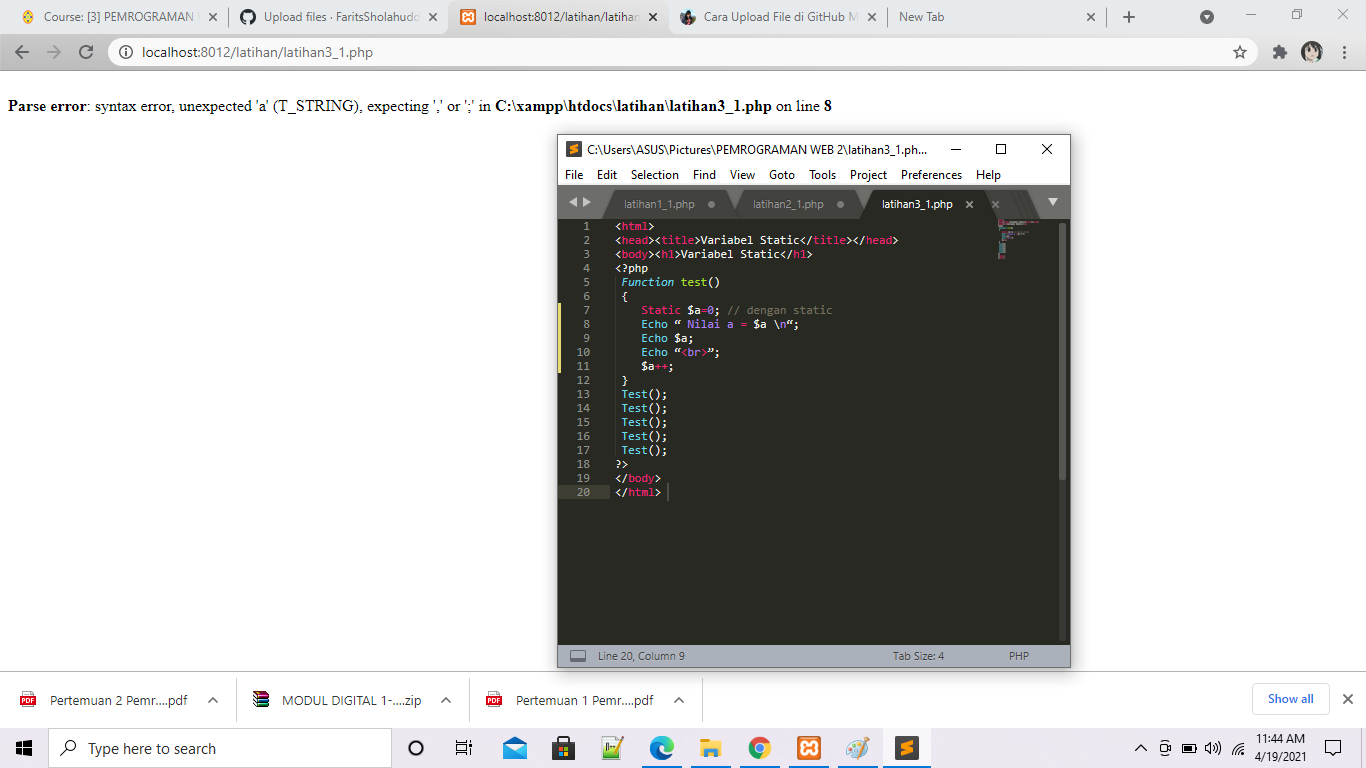 Course: [3] PEMROGRAMAN
Upload files · FaritsSholahudd
localhost:8012/latihan/latihan
Cara Upload File di GitHub M
New Tab
localhost:8012/latihan/latihan3_1.php
Parse error: syntax error, unexpected 'a' (T_STRING), expecting ',' or ';' in C:\xampp\htdocs\latihan\latihan3_1.php on line 8
C:\Users\ASUS\Pictures\PEMROGRAMAN WEB 2\latihan3_1.ph...
File Edit Selection Find View Goto Tools Project Preferences Help
latihan1_1.php latihan2_1.php latihan3_1.php
1 <html>
2 <head><title>Variabel Static</title></head>
3 <body><h1>Variabel Static</h1>
4 <?php
5 Function test()
6 {
7 Static $a=0; // dengan static
8 Echo “ Nilai a = $a \n“;
9 Echo $a;
10 Echo “<br>”;
11 $a++;
12 }
13 Test();
14 Test();
15 Test();
16 Test();
17 Test();
18 ?>
19 </body>
20 </html>
Line 20, Column 9
Tab Size: 4
PHP
Pertemuan 2 Pemr....pdf
MODUL DIGITAL 1-....zip
Pertemuan 1 Pemr....pdf
Show all
Type here to search
11:44 AM
4/19/2021